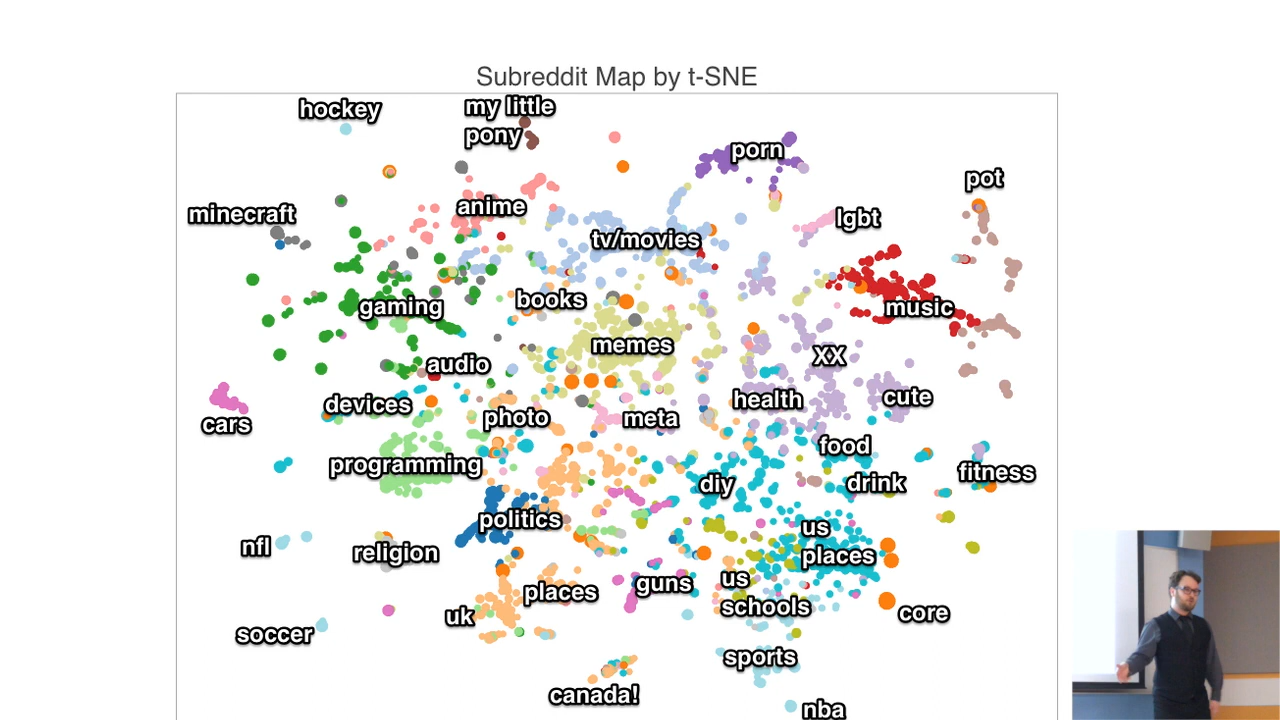 Subreddit Map by t-SNE
hockey
my little
pony
porn
pot
minecraft
anime
lgbt
tv/movies
gaming
books
music
memes
XX
audio
health
cute
devices
photo
meta
cars
programming
food
diy
drink
fitness
politics
us
places
nfl
religion
places
guns
us
schools
uk
core
soccer
sports
canada!
nba